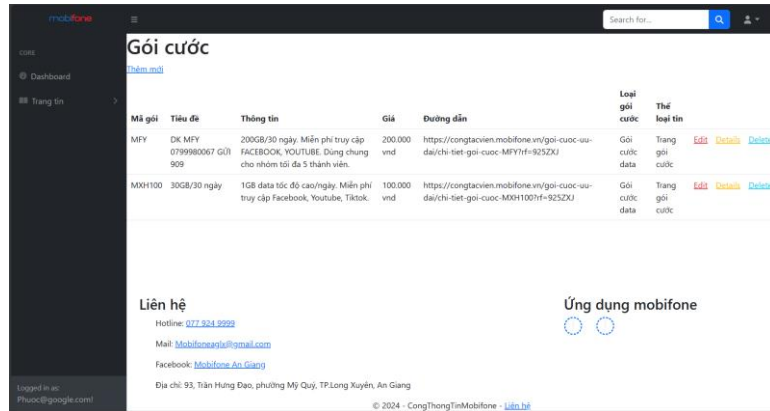 mobifone
Search for...
CORE
Dashboard
Trang tin
Logged in as:
Phuoc@google.com!
Gói cước
Thêm mới
Mã gói Tiêu đề Thông tin Giá Đường dẫn Loại gói cước Thể loại tin
MFY DK MFY 200GB/30 ngày. Miễn phí truy cập 200.000 https://congtacvien.mobifone.vn/goi-cuoc-uu- Gói Trang Edit Details Delete
0799980067 GỬI FACEBOOK, YOUTUBE. Dùng chung vnd dai/chi-tiet-goi-cuoc-MFY?rf=925ZXJ cước gói
909 cho nhóm tối đa 5 thành viên. data cước
MXH100 30GB/30 ngày 1GB data tốc độ cao/ngày. Miễn phí 100.000 https://congtacvien.mobifone.vn/goi-cuoc-uu- Gói Trang Edit Details Delete
truy cập Facebook, Youtube, Tiktok. vnd dai/chi-tiet-goi-cuoc-MXH100?rf=925ZXJ cước gói
data cước
Liên hệ
Hotline: 077 924 9999
Mail: Mobifoneaglx@gmail.com
Facebook: Mobifone An Giang
Địa chỉ: 93, Trần Hưng Đạo, phường Mỹ Quý, TP.Long Xuyên, An Giang
Ứng dụng mobifone
© 2024 - CongThongTinMobifone - Liên hệ